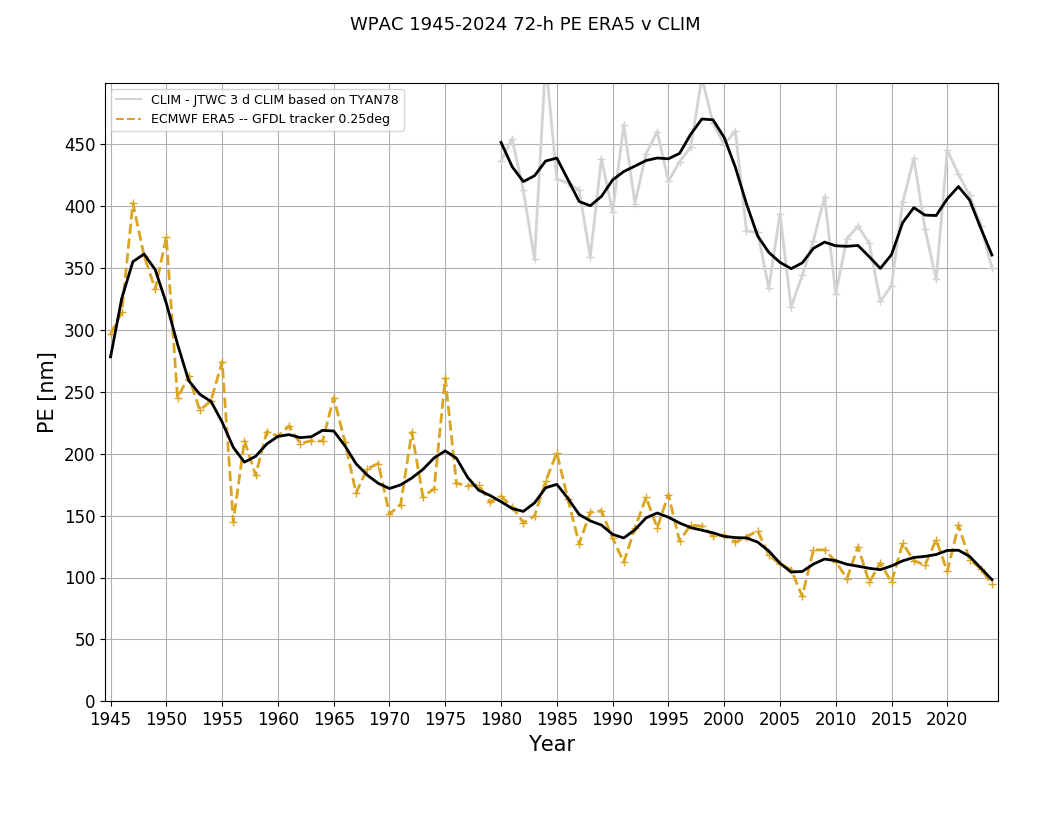 WPAC 1945-2024 72-h PE ERA5 v CLIM
CLIM - JTWC 3 d CLIM based on TYAN78
ECMWF ERA5 -- GFDL tracker 0.25deg
450
400
350
300
250
200
150
100
50
0
PE [nm]
1945 1950 1955 1960 1965 1970 1975 1980 1985 1990 1995 2000 2005 2010 2015 2020
Year